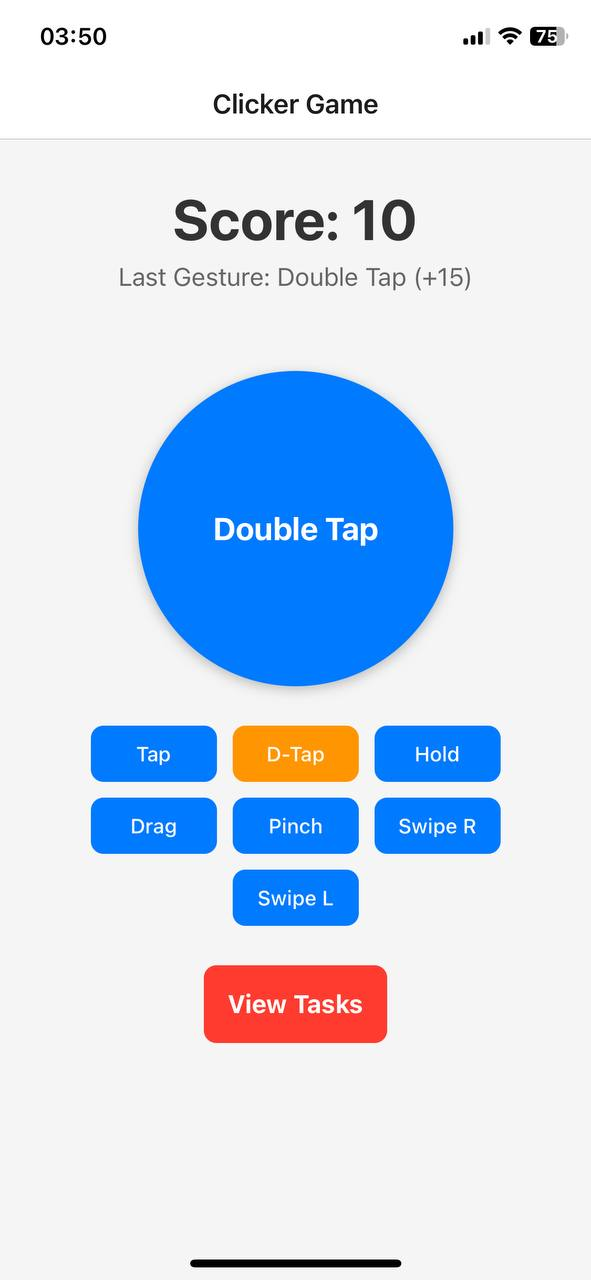 03:50
75
Clicker Game
Score: 10
Last Gesture: Double Tap (+15)
Double Tap
Tap
D-Tap
Hold
Drag
Pinch
Swipe R
Swipe L
View Tasks